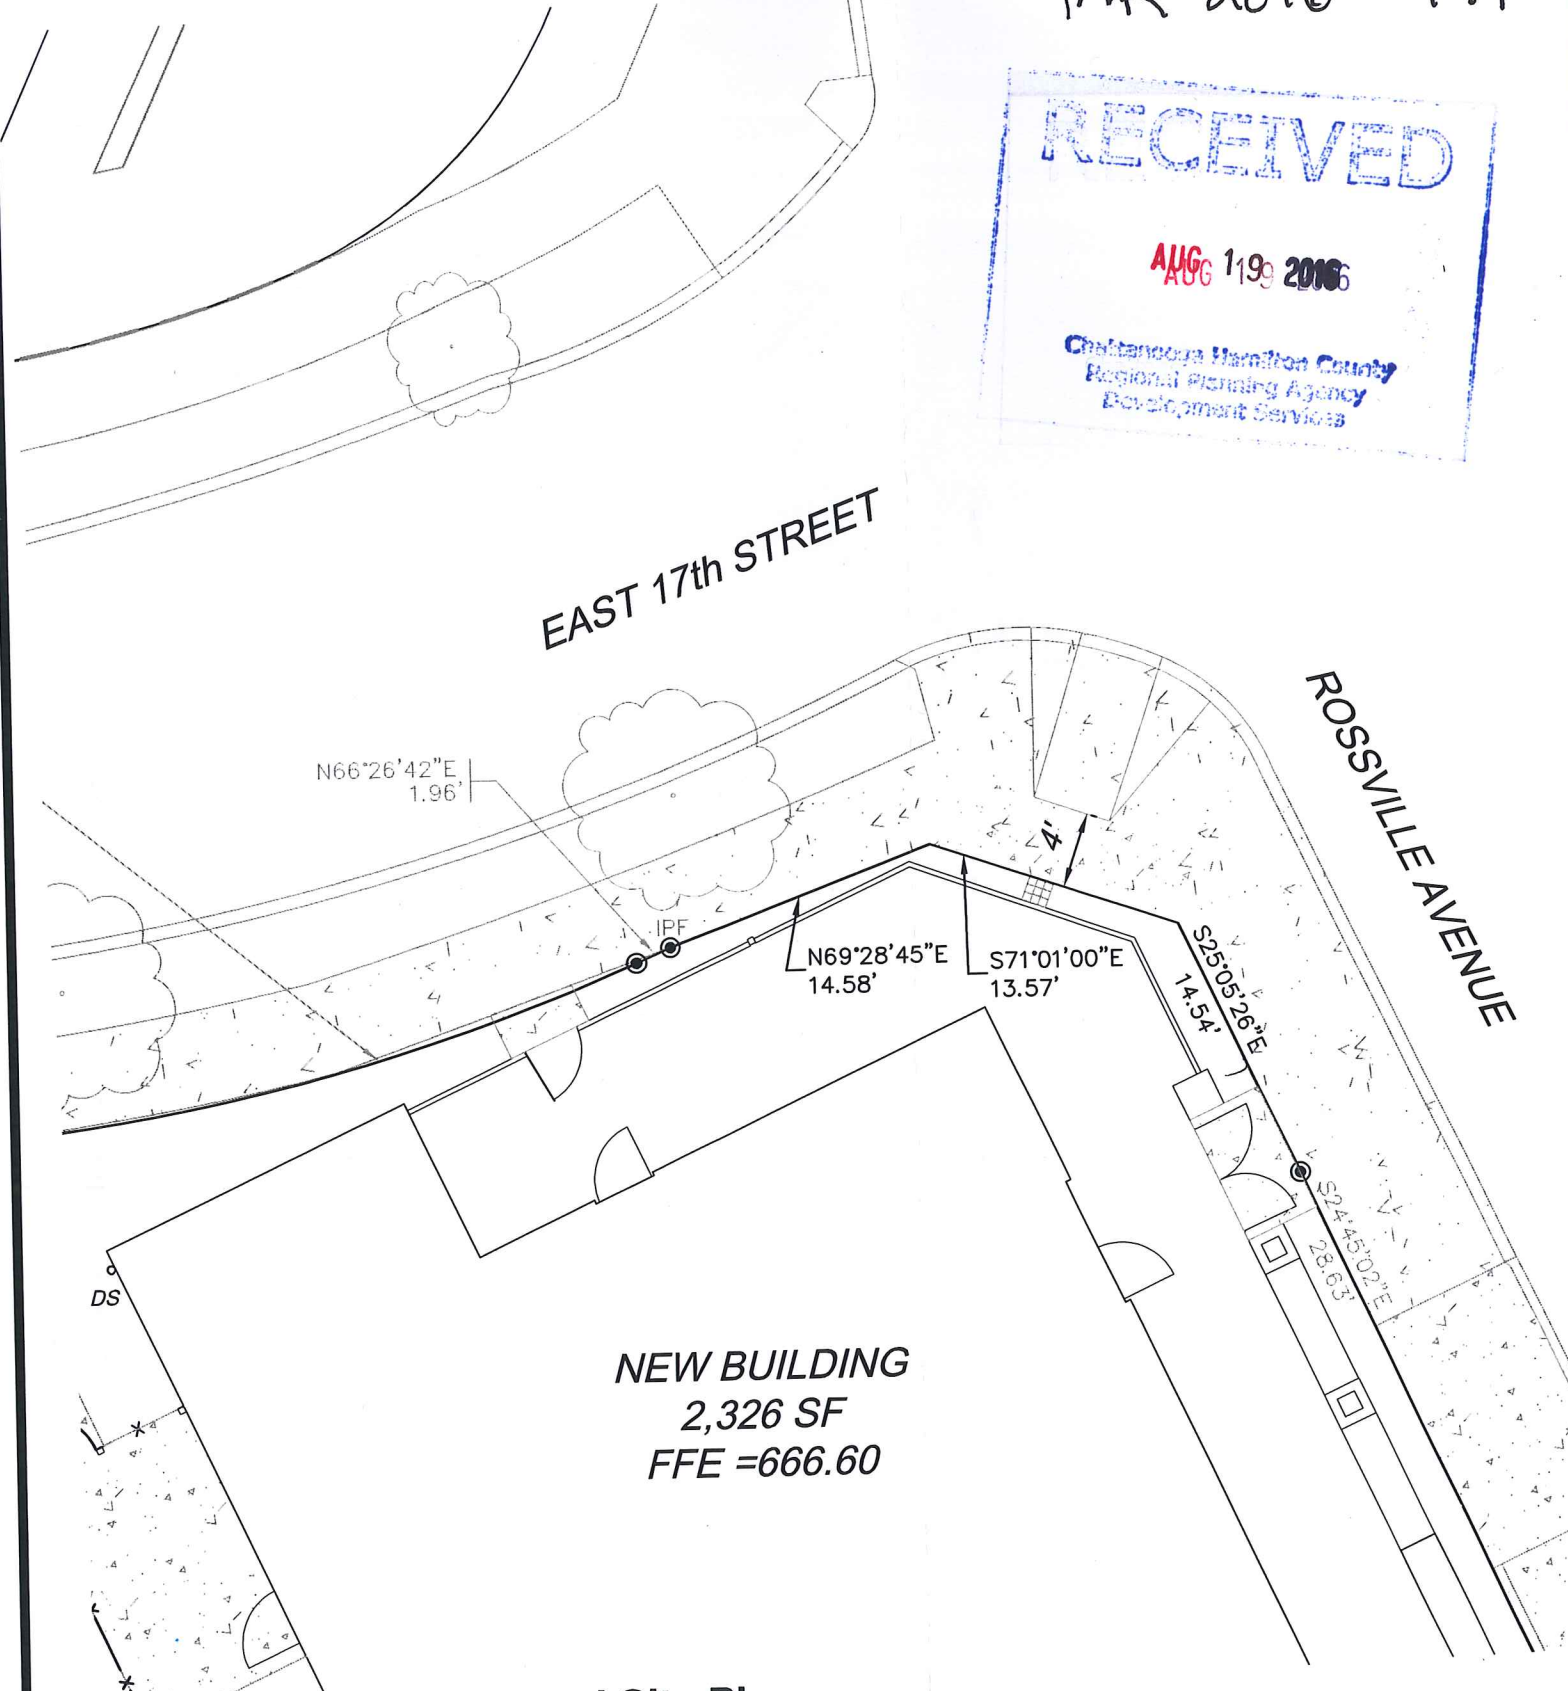 RECEIVED
AUG 19 2016
Chattanooga Hamilton County
Regional Planning Agency
Development Services
EAST 17th STREET
ROSSVILLE AVENUE
N66°26'42"E
1.96'
4'
IPF
N69°28'45"E
14.58'
S71°01'00"E
13.57'
S25°05'26"E
14.54'
S24°45'02"E
28.63'
DS
NEW BUILDING
2,326 SF
FFE =666.60